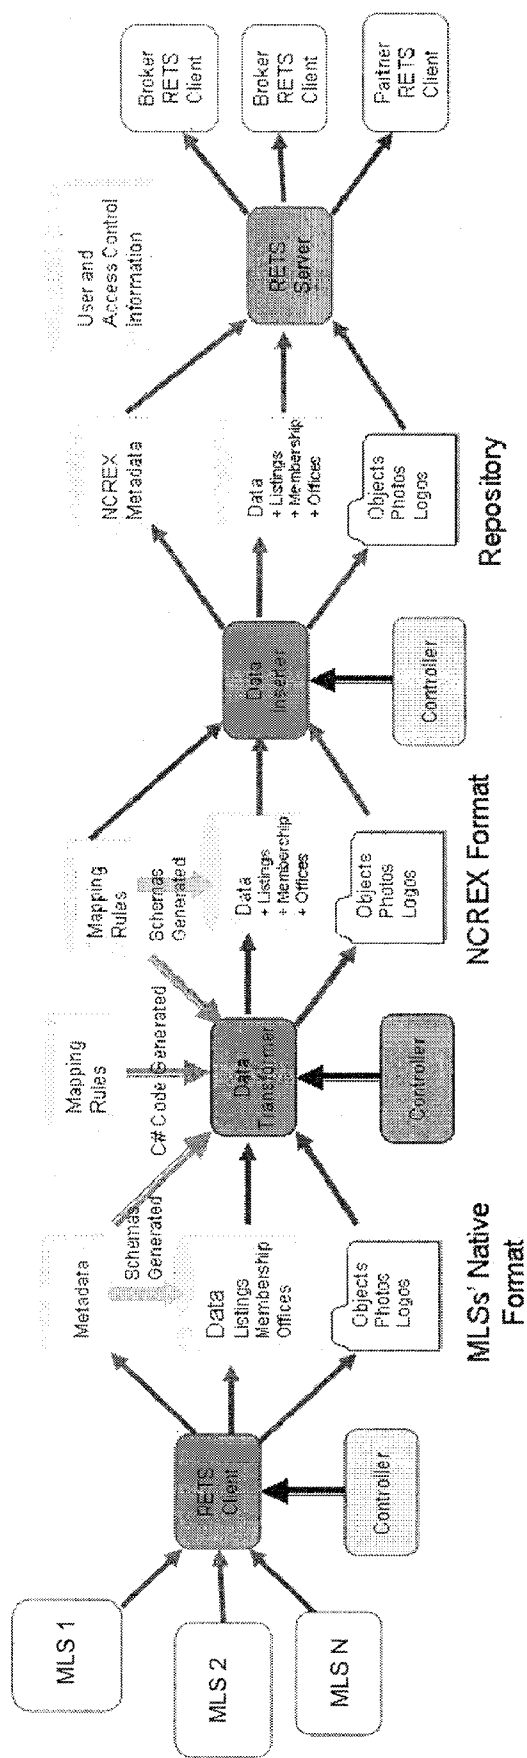 MLS 1
MLS 2
MLS N
RETS
Client
Controller
Metadata
Schemas
Generated
Data
Listings
Membership
Offices
Objects
Photos
Logos
MLSs' Native
Format
Mapping
Rules
C# Code Generated
Data
Transformer
Controller
Mapping
Rules
Schemas
Generated
Data
+ Listings
+ Membership
+ Offices
Objects
Photos
Logos
NCREX Format
Data
Inserter
Controller
NCREX
Metadata
Data
+ Listings
+ Membership
+ Offices
Objects
Photos
Logos
Repository
User and
Access Control
Information
RETS
Server
Broker
RETS
Client
Broker
RETS
Client
Partner
RETS
Client